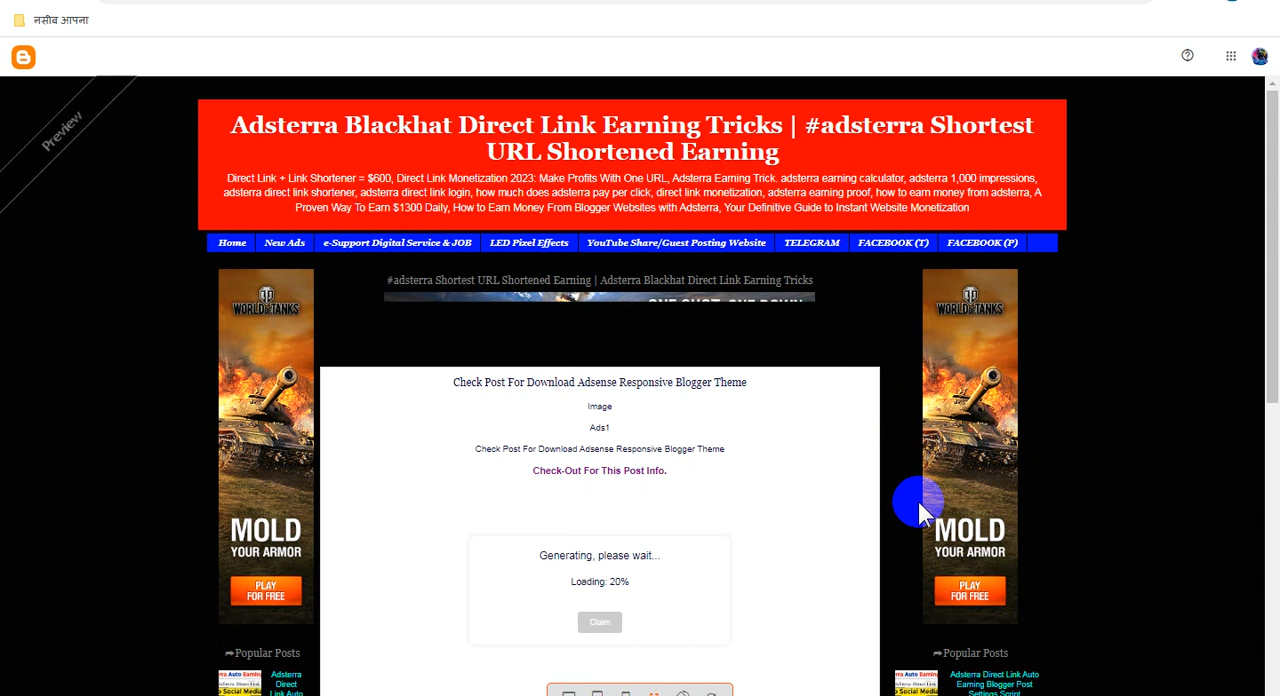 नसीब आपना
Preview
Adsterra Blackhat Direct Link Earning Tricks | #adsterra Shortest
URL Shortened Earning
Direct Link + Link Shortener = $600, Direct Link Monetization 2023: Make Profits With One URL, Adsterra Earning Trick. adsterra earning calculator, adsterra 1,000 impressions,
adsterra direct link shortener, adsterra direct link login, how much does adsterra pay per click, direct link monetization, adsterra earning proof, how to earn money from adsterra, A
Proven Way To Earn $1300 Daily, How to Earn Money From Blogger Websites with Adsterra, Your Definitive Guide to Instant Website Monetization
Home New Ads e-Support Digital Service & JOB LED Pixel Effects YouTube Share/Guest Posting Website TELEGRAM FACEBOOK (T) FACEBOOK (P)
#adsterra Shortest URL Shortened Earning | Adsterra Blackhat Direct Link Earning Tricks
WORLD OF TANKS
WORLD OF TANKS
Check Post For Download Adsense Responsive Blogger Theme
Image
Ads1
Check Post For Download Adsense Responsive Blogger Theme
Check-Out For This Post Info.
MOLD
YOUR ARMOR
MOLD
YOUR ARMOR
Generating, please wait...
Loading: 20%
PLAY
FOR FREE
PLAY
FOR FREE
Claim
➦Popular Posts
➦Popular Posts
Adsterra
Direct
Link Auto
Adsterra Direct Link Auto
Earning Blogger Post
Settings Script